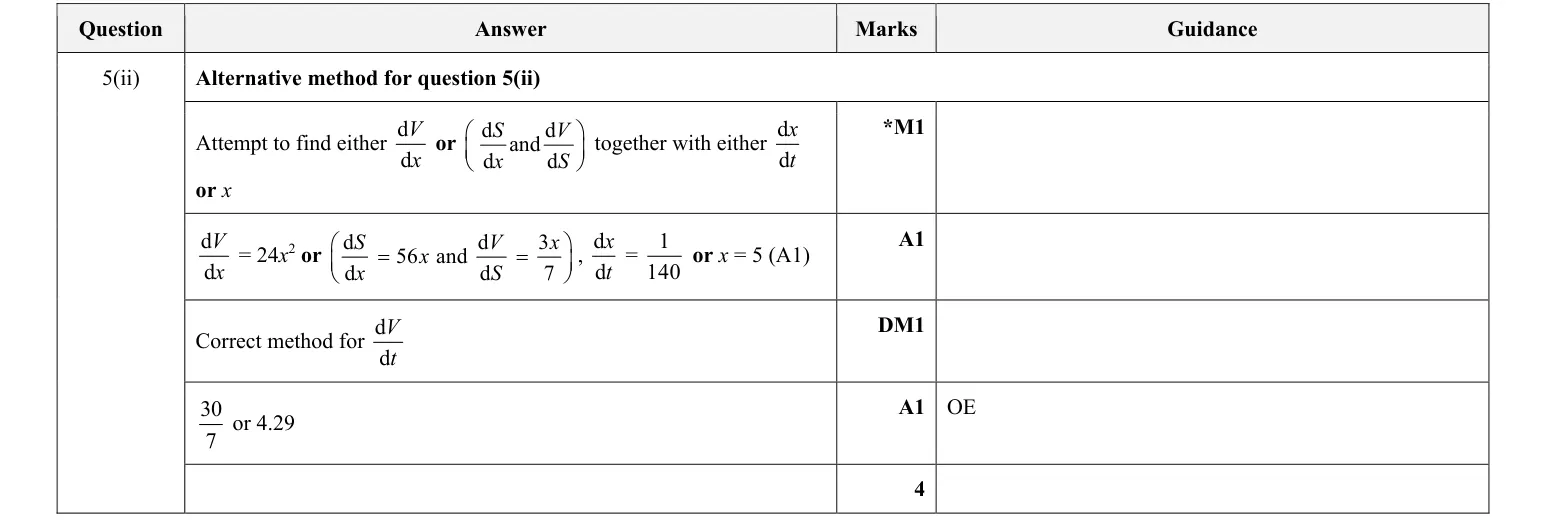 Question Answer Marks Guidance
5(ii) Alternative method for question 5(ii)
Attempt to find either dV/dx or (dS/dx and dV/dS) together with either dx/dt *M1
or x
dV/dx = 24x² or (dS/dx = 56x and dV/dS = 3x/7), dx/dt = 1/140 or x = 5 (A1) A1
Correct method for dV/dt DM1
30/7 or 4.29 A1 OE
4